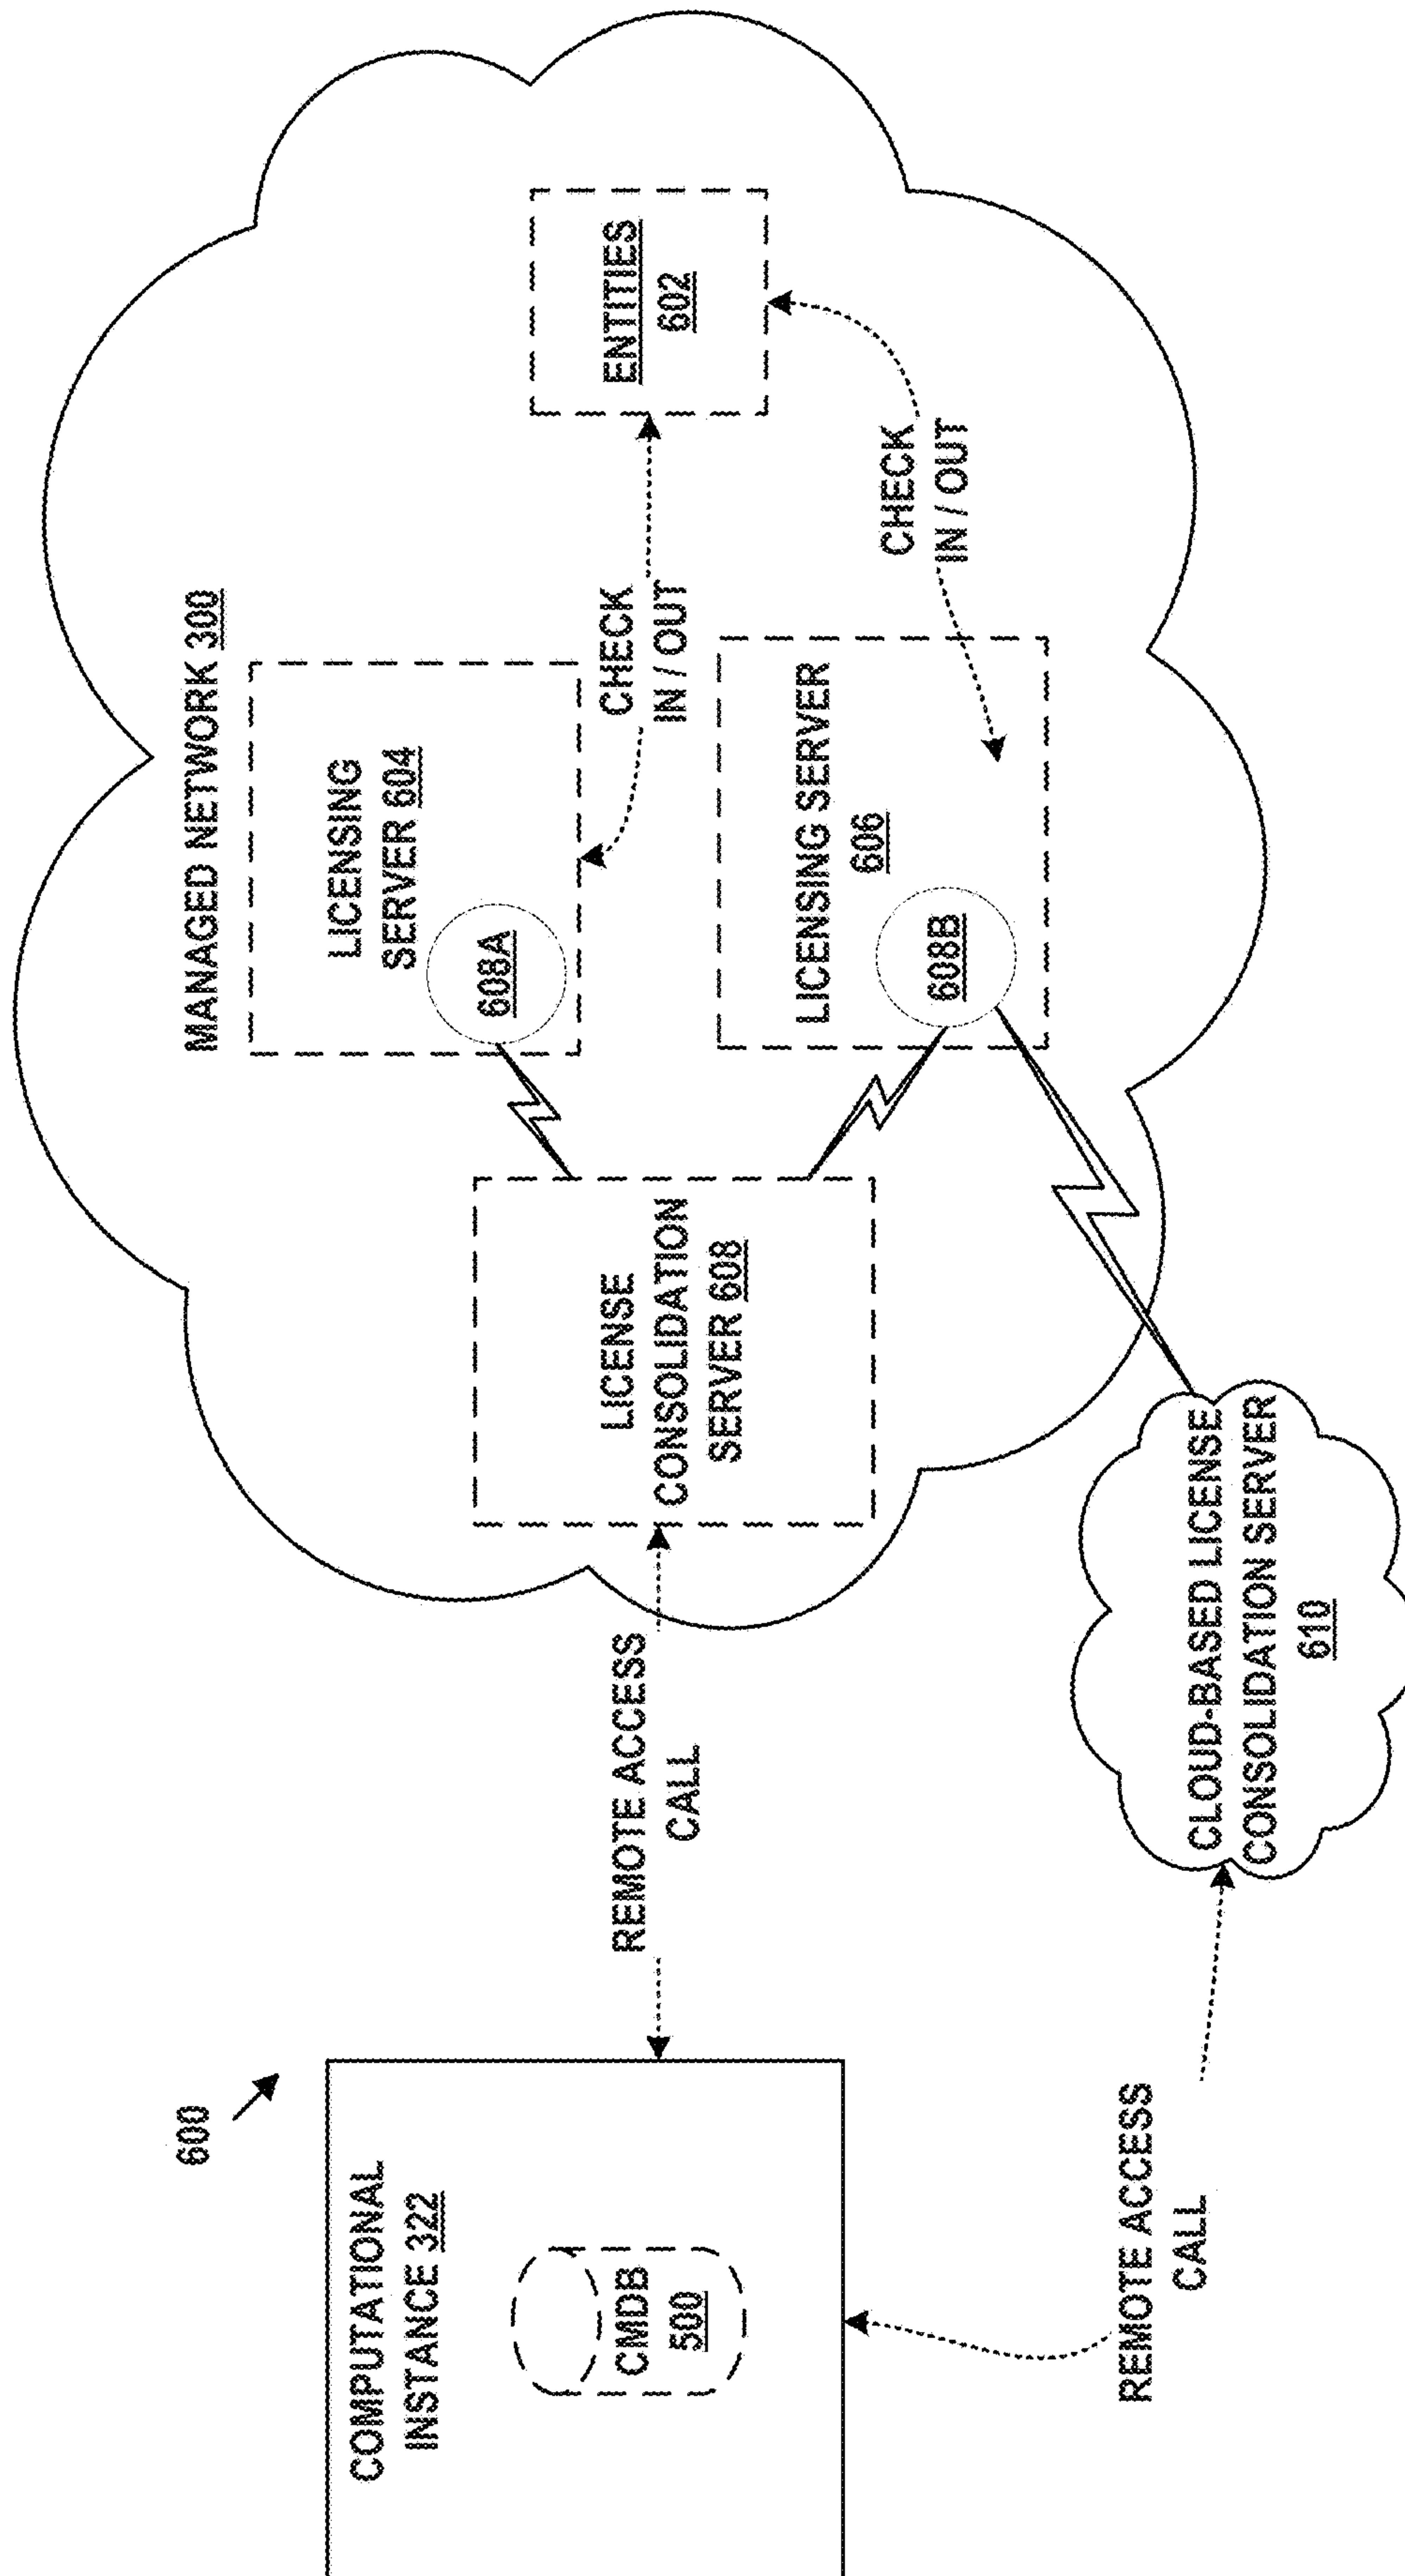 600
COMPUTATIONAL
INSTANCE 322
CMDB
500
REMOTE ACCESS
CALL
REMOTE ACCESS
CALL
CLOUD-BASED LICENSE
CONSOLIDATION SERVER
610
MANAGED NETWORK 300
LICENSE
CONSOLIDATION
SERVER 608
LICENSING
SERVER 604
608A
LICENSING SERVER
606
608B
CHECK
IN / OUT
CHECK
IN / OUT
ENTITIES
602